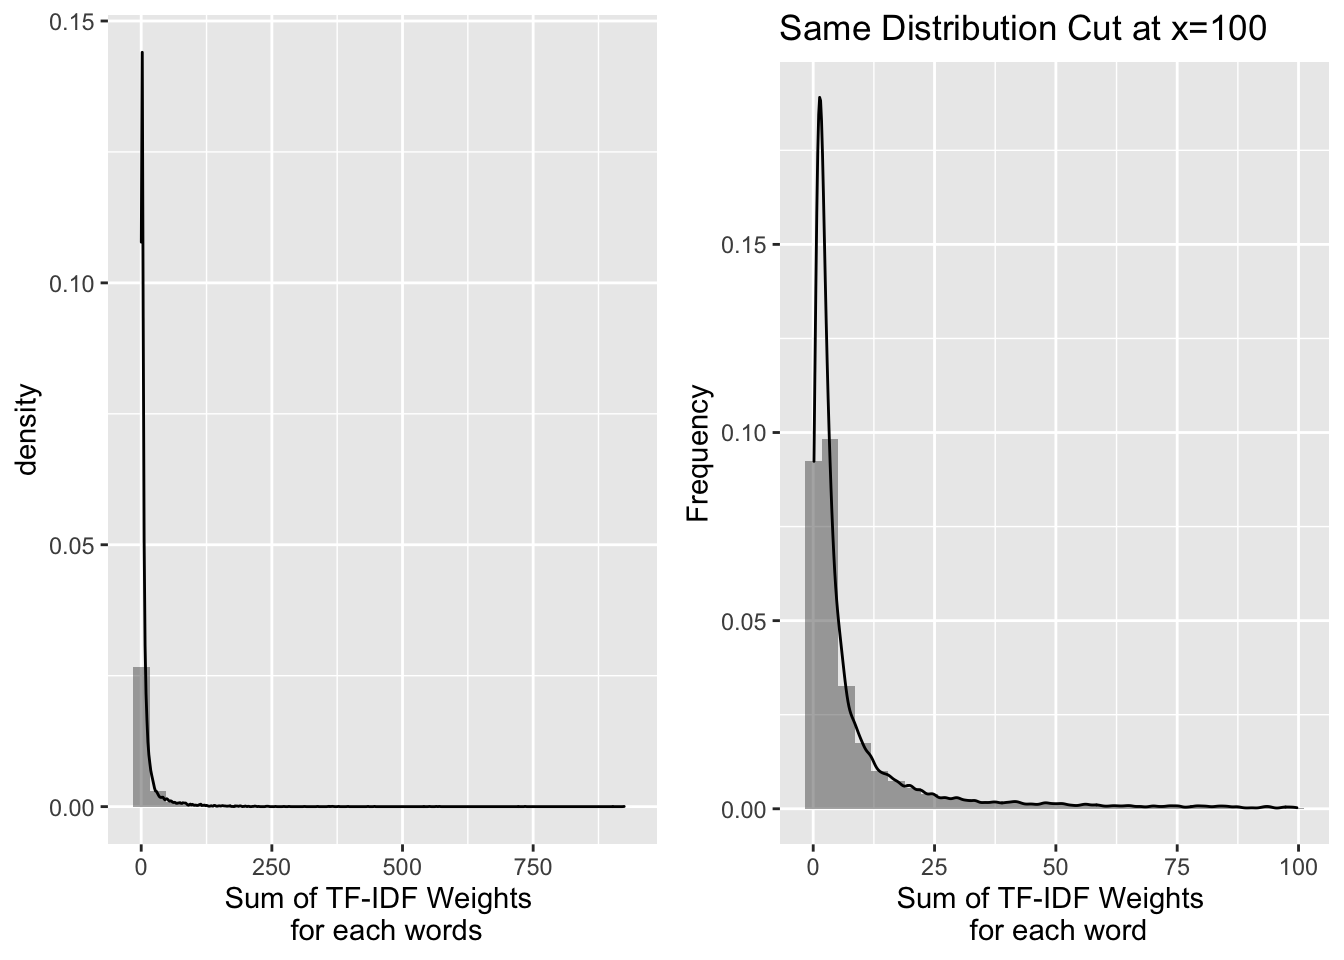 0.15
0.10
0.05
0.00
density
0
250
500
750
Sum of TF-IDF Weights
for each words
Same Distribution Cut at x=100
0.15
0.10
0.05
0.00
Frequency
0
25
50
75
100
Sum of TF-IDF Weights
for each word